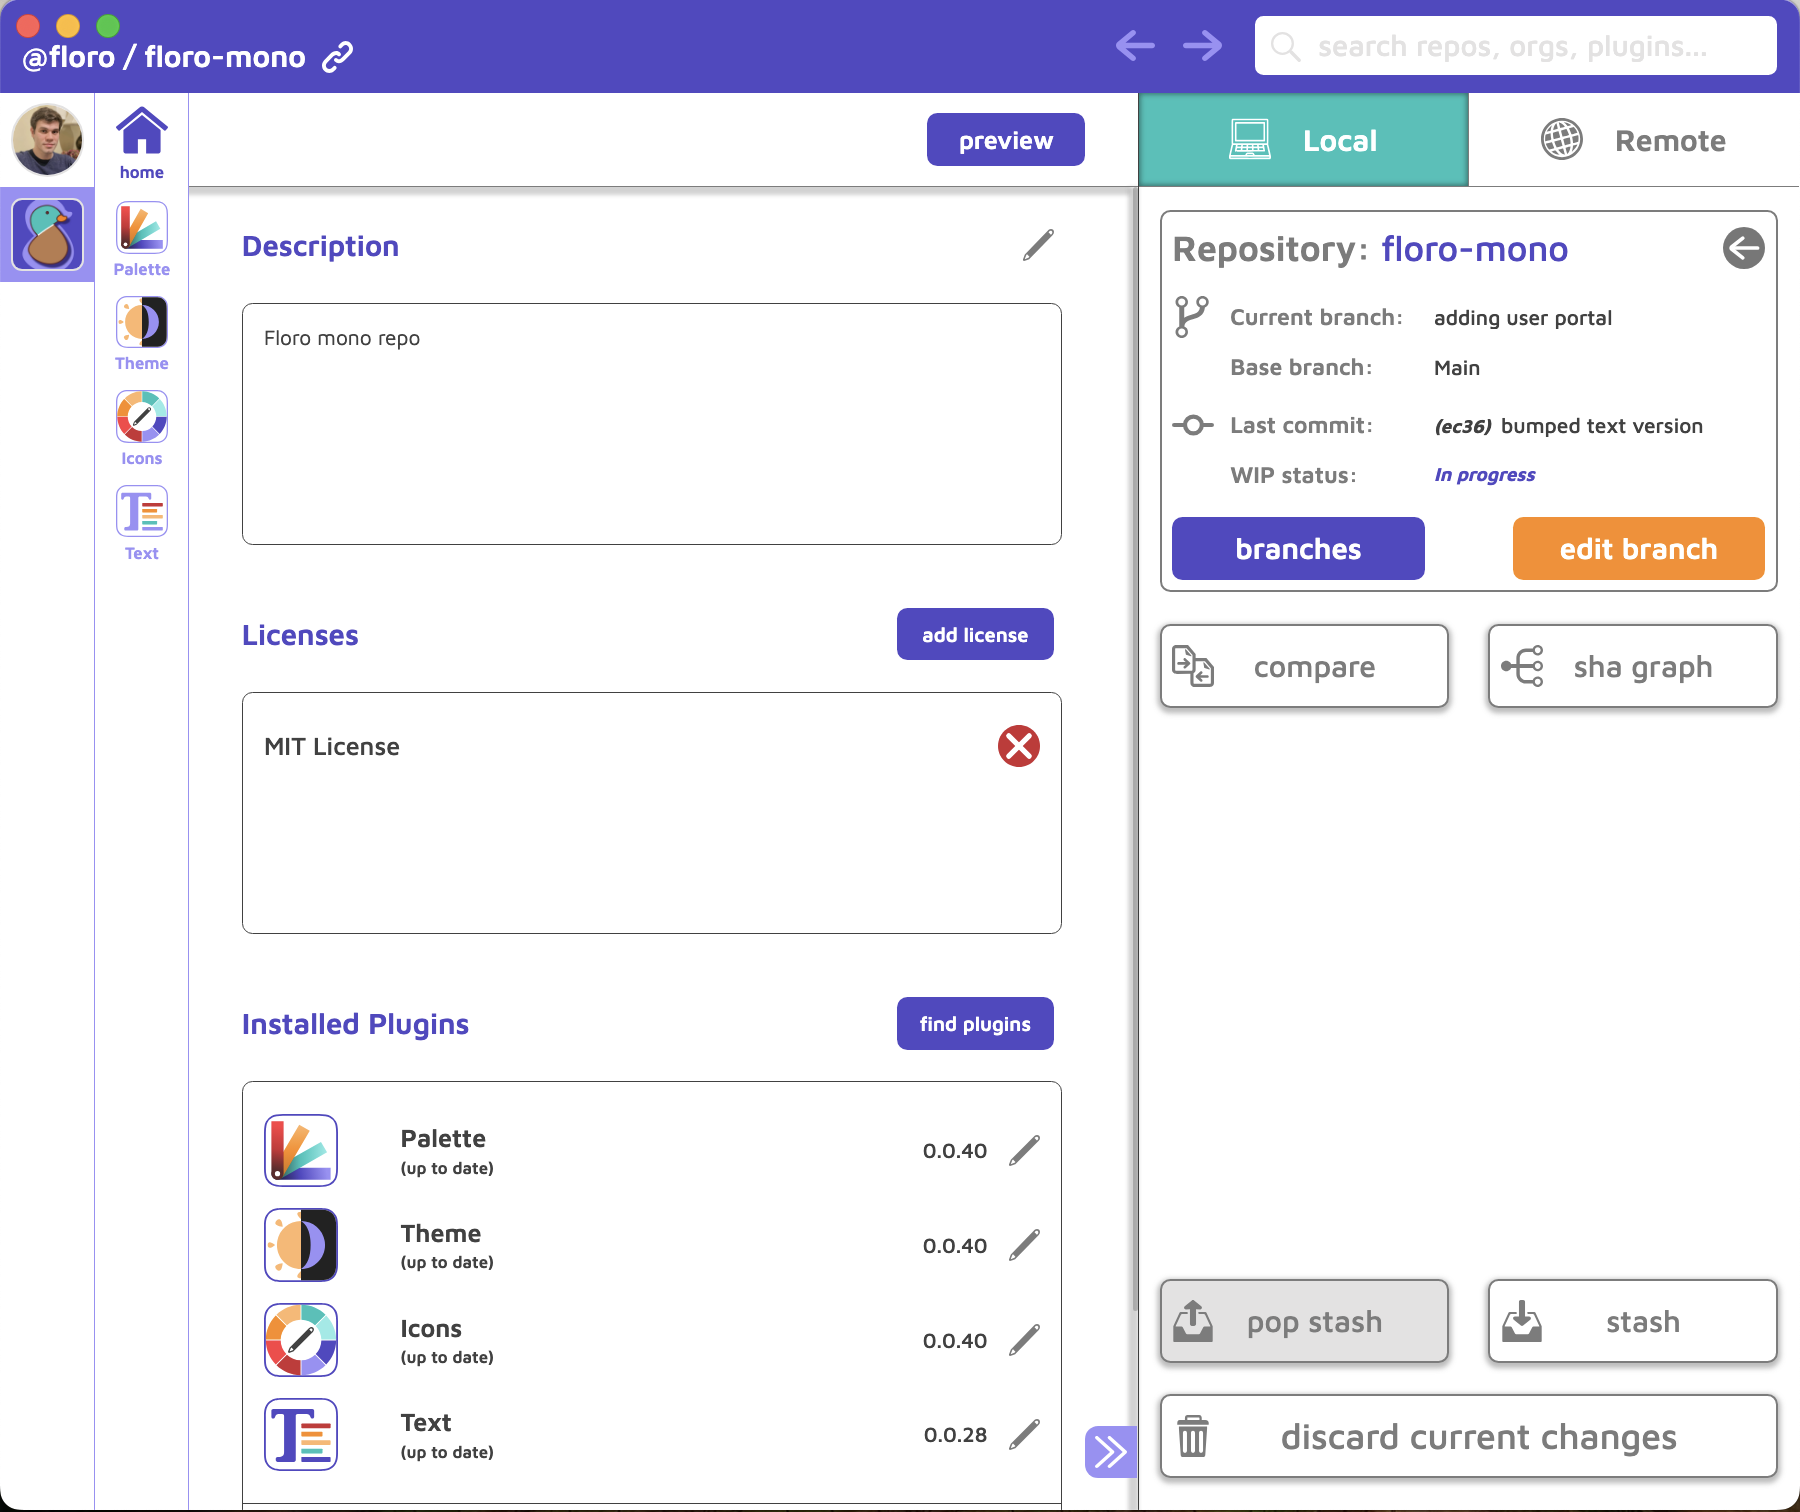 @floro / floro-mono
search repos, orgs, plugins...
home
Palette
Theme
Icons
Text
preview
Description
Floro mono repo
Licenses
add license
MIT License
Installed Plugins
find plugins
Palette
(up to date)
0.0.40
Theme
(up to date)
0.0.40
Icons
(up to date)
0.0.40
Text
(up to date)
0.0.28
Local
Remote
Repository: floro-mono
Current branch: adding user portal
Base branch: Main
Last commit: (ec36) bumped text version
WIP status: In progress
branches
edit branch
compare
sha graph
pop stash
stash
discard current changes